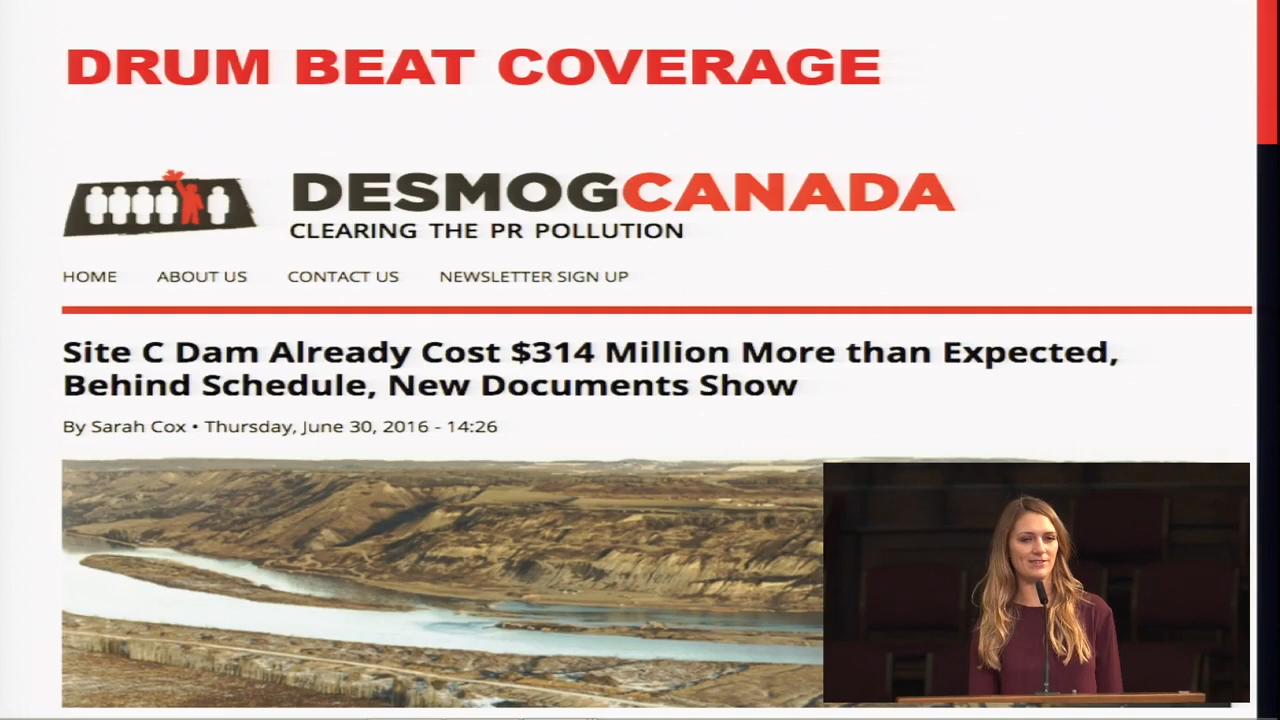 DRUM BEAT COVERAGE
DESMOGCANADA
CLEARING THE PR POLLUTION
HOME ABOUT US CONTACT US NEWSLETTER SIGN UP
Site C Dam Already Cost $314 Million More than Expected,
Behind Schedule, New Documents Show
By Sarah Cox • Thursday, June 30, 2016 - 14:26